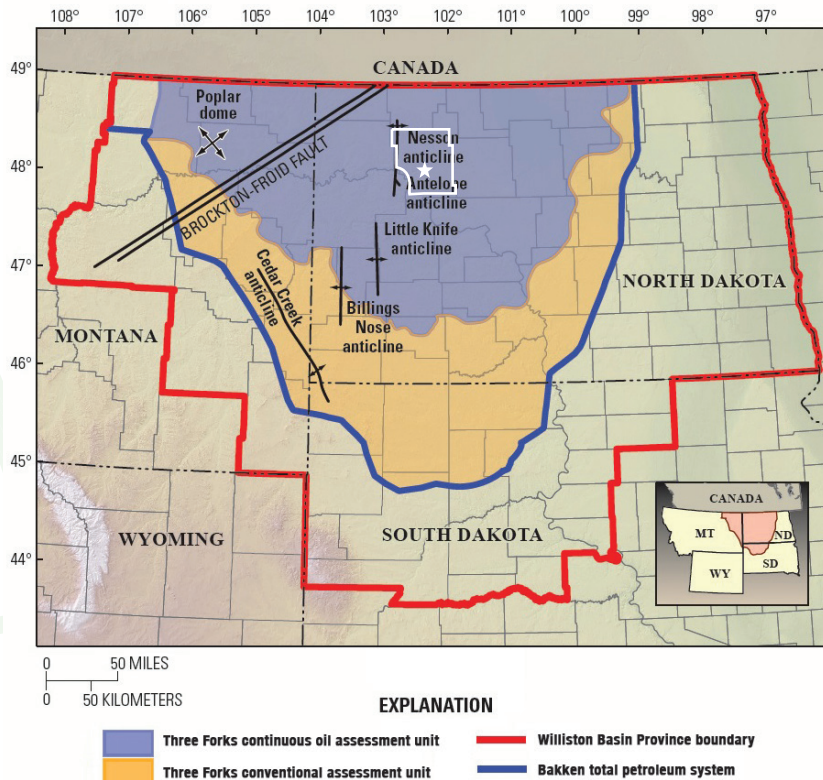 108° 107° 106° 105° 104° 103° 102° 101° 100° 99° 98° 97°
49°
48°
47°
46°
45°
44°
CANADA
Poplar
dome
Nesson
anticline
BROCKTON-FROID FAULT
Antelope
anticline
Little Knife
anticline
Cedar Creek
anticline
NORTH DAKOTA
Billings
Nose
anticline
MONTANA
WYOMING
SOUTH DAKOTA
CANADA
MT
ND
SD
WY
0 50 MILES
0 50 KILOMETERS
EXPLANATION
Three Forks continuous oil assessment unit
Williston Basin Province boundary
Three Forks conventional assessment unit
Bakken total petroleum system